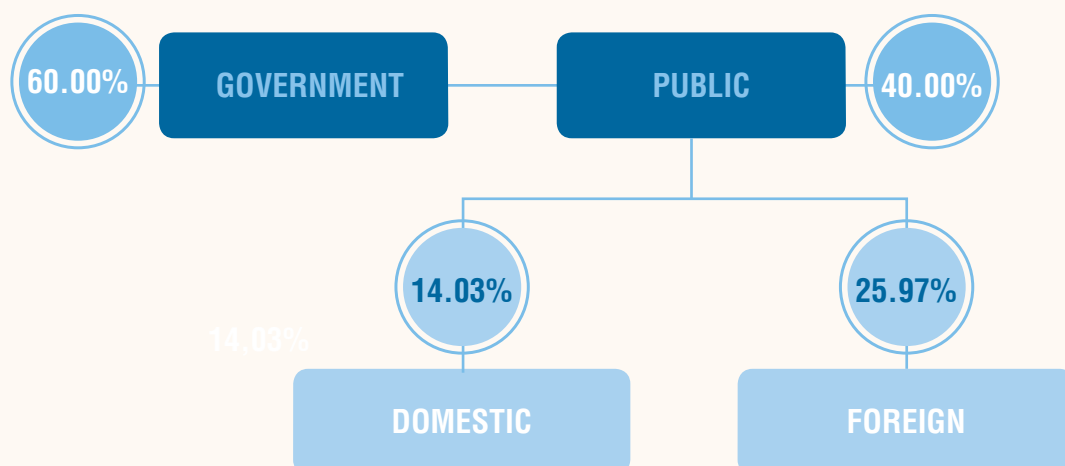 60.00%
GOVERNMENT
PUBLIC
40.00%
14.03%
25.97%
14.03%
DOMESTIC
FOREIGN